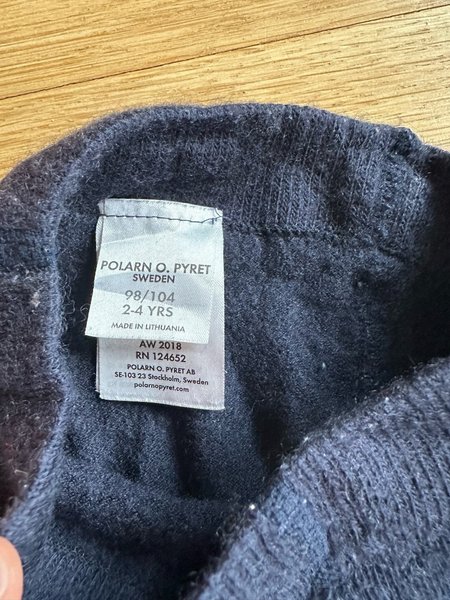 POLARN O. PYRET
SWEDEN
98/104
2-4 YRS
MADE IN LITHUANIA
AW 2018
RN 124652
POLARN O. PYRET AB
SE-103 23 Stockholm, Sweden
polarnopyret.com